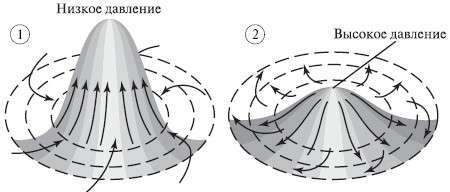 Низкое давление
1
2
Высокое давление